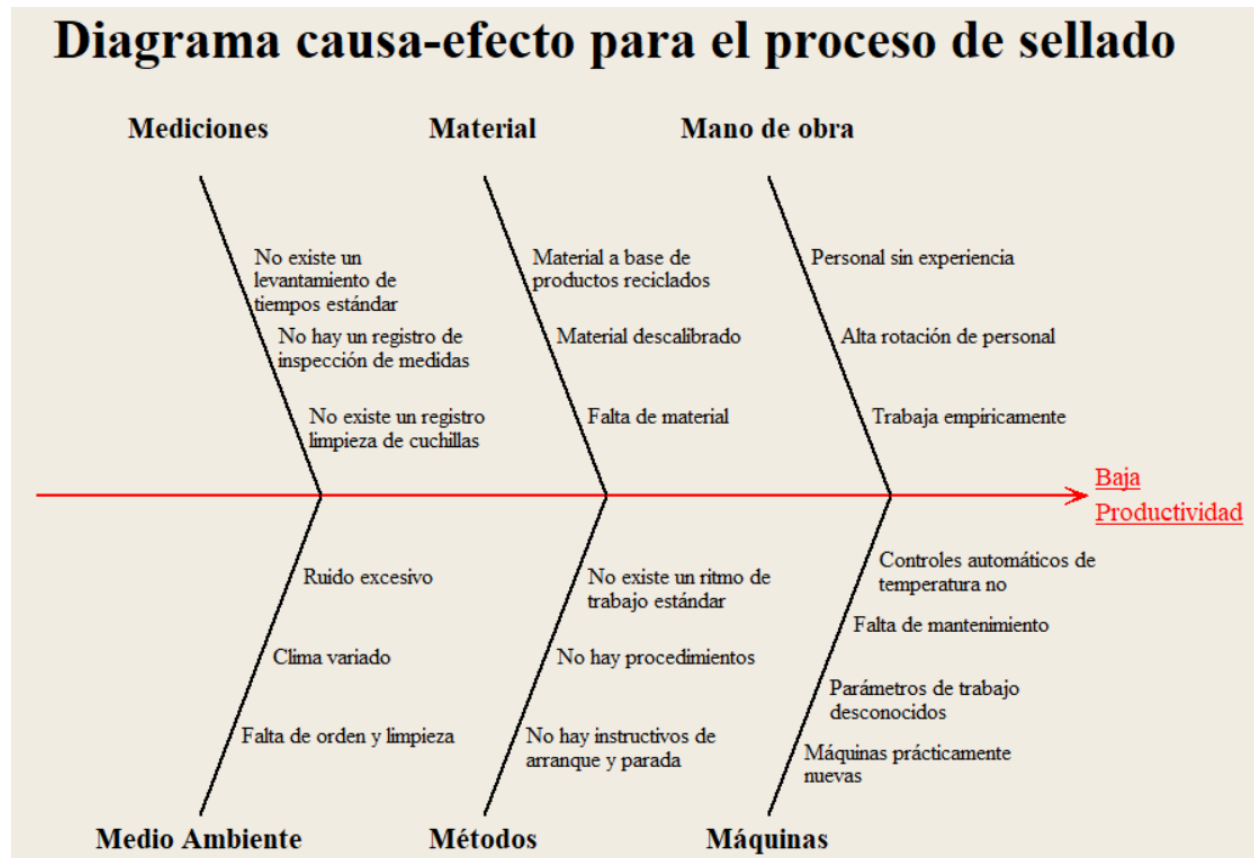 Diagrama causa-efecto para el proceso de sellado
Mediciones
Material
Mano de obra
No existe un
levantamiento de
tiempos estándar
No hay un registro de
inspección de medidas
No existe un registro
limpieza de cuchillas
Material a base de
productos reciclados
Material descalibrado
Falta de material
Personal sin experiencia
Alta rotación de personal
Trabaja empíricamente
Baja
Productividad
Ruido excesivo
Clima variado
Falta de orden y limpieza
No existe un ritmo de
trabajo estándar
No hay procedimientos
No hay instructivos de
arranque y parada
Controles automáticos de
temperatura no
Falta de mantenimiento
Parámetros de trabajo
desconocidos
Máquinas prácticamente
nuevas
Medio Ambiente
Métodos
Máquinas